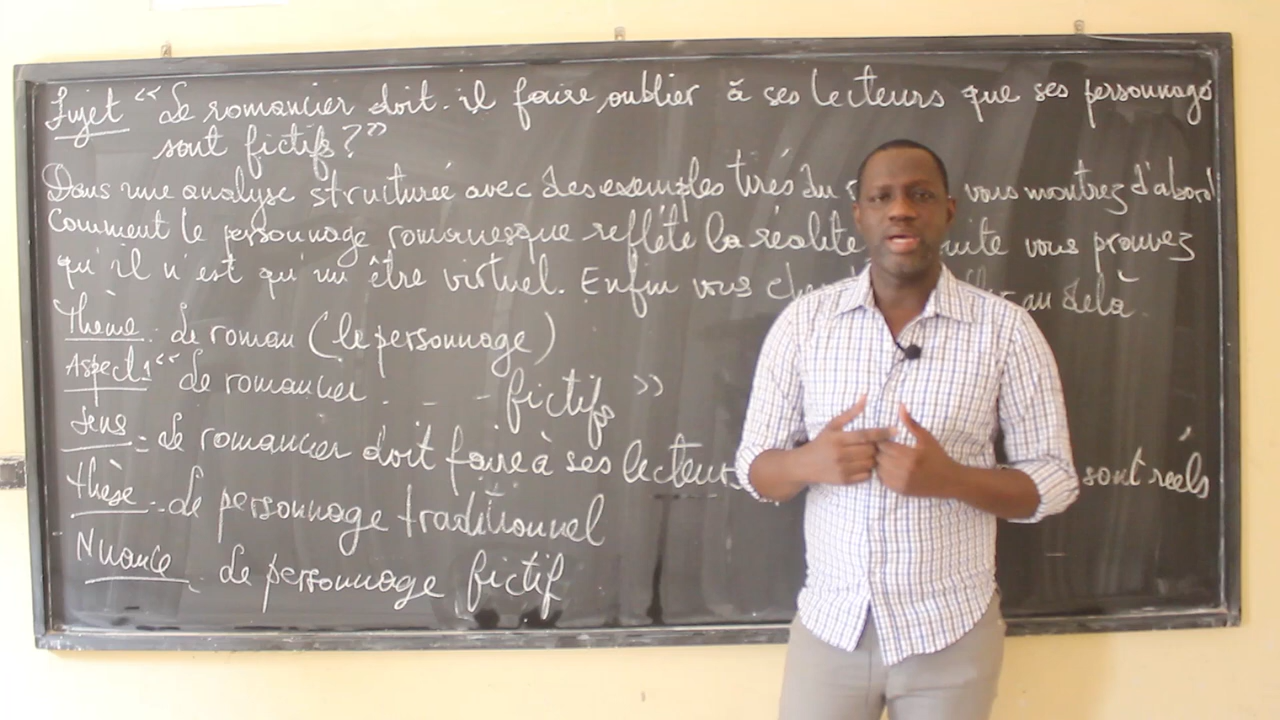 Sujet "Le romancier doit-il faire oublier à ses lecteurs que ses personnages
sont fictifs?"
Dans une analyse structurée avec des exemples tirés du vous montrez d'abord
Comment le personnage romanesque reflète la réalité vous prouvez
qu'il n'est qu'un être virtuel. Enfin vous au delà.
Thème. Le roman (le personnage)
Aspect 1 "Le romancier . - - fictifs"
Sens = Le romancier doit faire à ses lecteurs sont réels
Thèse - Le personnage traditionnel
Nuance. Le personnage fictif